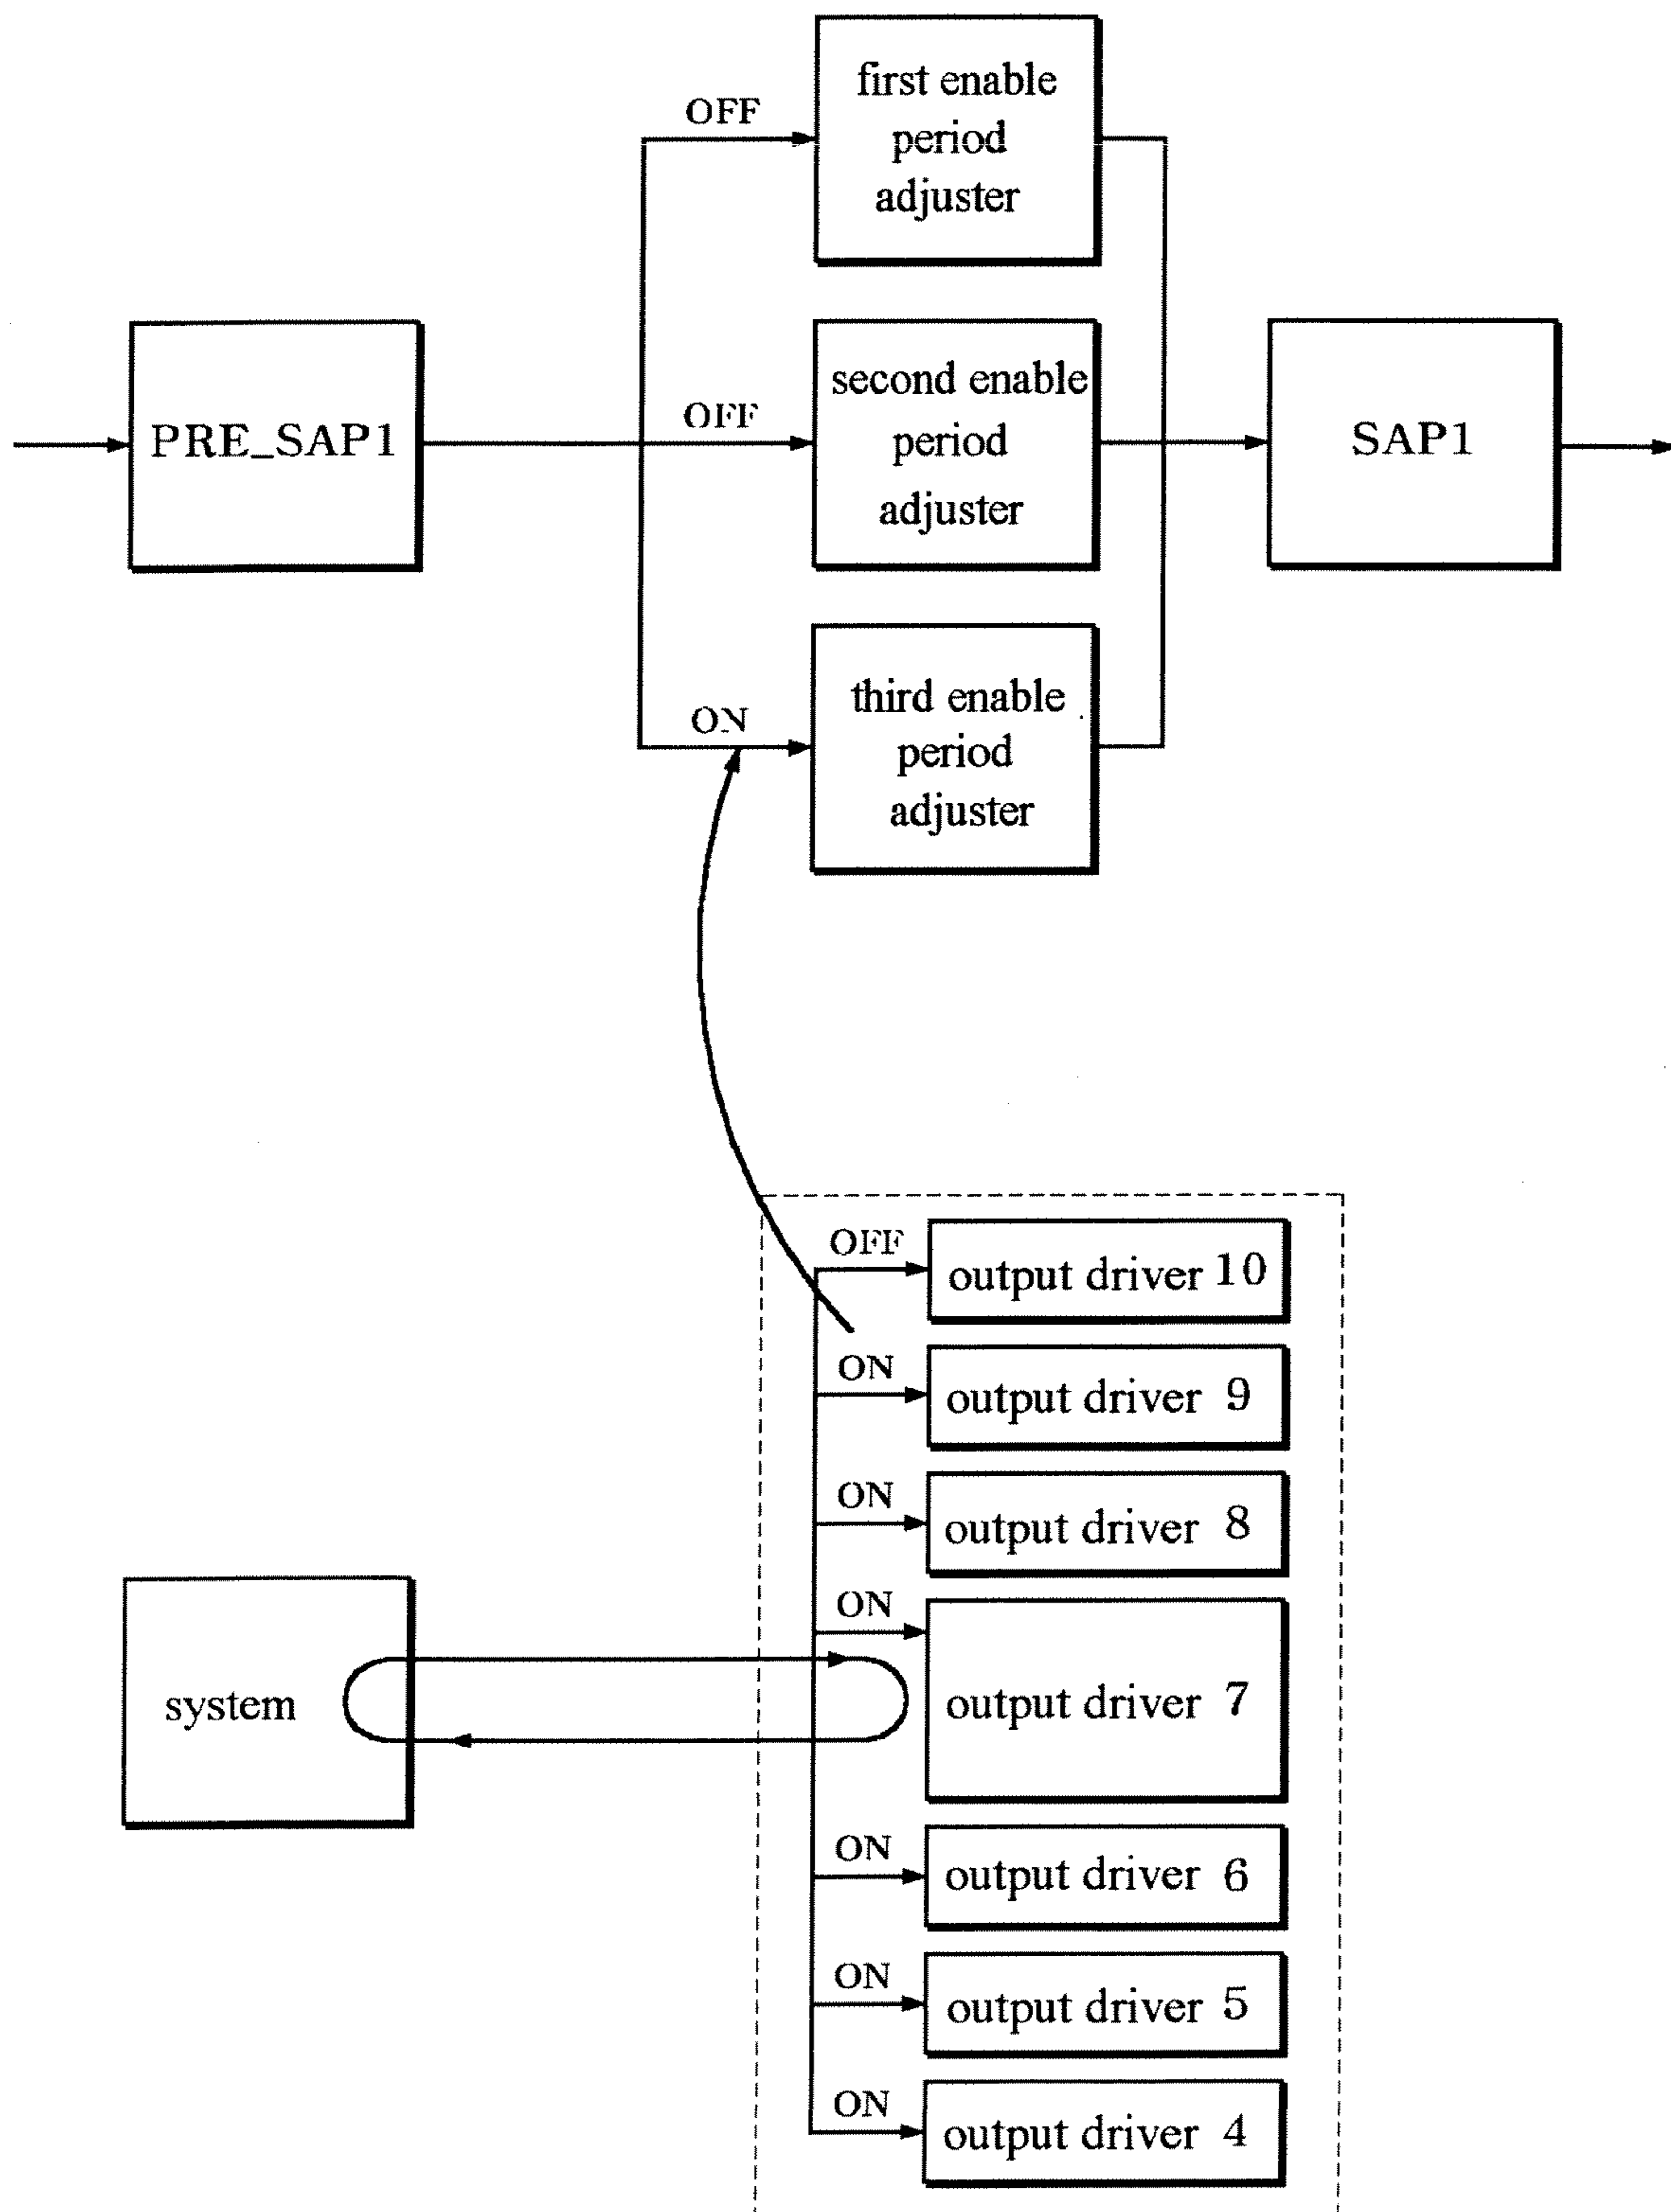 first enable
period
adjuster
OFF
PRE_SAP1
OFF
second enable
period
adjuster
SAP1
ON
third enable
period
adjuster
OFF
output driver 10
ON
output driver 9
ON
output driver 8
ON
output driver 7
system
ON
output driver 6
ON
output driver 5
ON
output driver 4